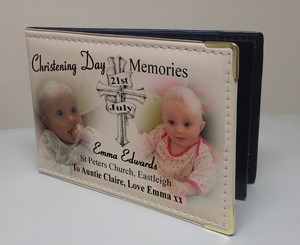 Christening Day Memories
21st
July
Emma Edwards
St Peters Church, Eastleigh
To Auntie Claire, Love Emma xx